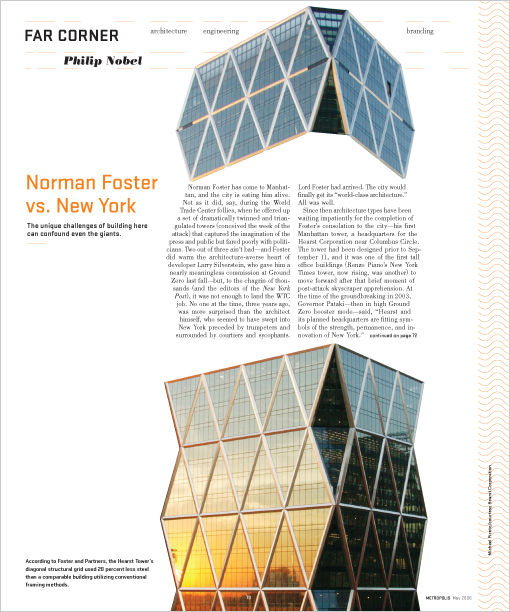 FAR CORNER
architecture engineering branding
Philip Nobel
Norman Foster
vs. New York
The unique challenges of building here
can confound even the giants.
Norman Foster has come to Manhat-
tan, and the city is eating him alive.
Not as it did, say, during the World
Trade Center follies, when he offered up
a set of dramatically twinned and trian-
gulated towers (conceived the week of the
attack) that captured the imagination of the
press and public but fared poorly with politi-
cians. Two out of three ain't bad—and Foster
did warm the architecture-averse heart of
developer Larry Silverstein, who gave him a
nearly meaningless commission at Ground
Zero last fall—but, to the chagrin of thou-
sands (and the editors of the New York
Post), it was not enough to land the WTC
job. No one at the time, three years ago,
was more surprised than the architect
himself, who seemed to have swept into
New York preceded by trumpeters and
surrounded by courtiers and sycophants.
Lord Foster had arrived. The city would
finally get its "world-class architecture."
All was well.
Since then architecture types have been
waiting impatiently for the completion of
Foster's consolation to the city—his first
Manhattan tower, a headquarters for the
Hearst Corporation near Columbus Circle.
The tower had been designed prior to Sep-
tember 11, and it was one of the first tall
office buildings (Renzo Piano's New York
Times tower, now rising, was another) to
move forward after that brief moment of
post-attack skyscraper apprehension. At
the time of the groundbreaking in 2003,
Governor Pataki—then in high Ground
Zero booster mode—said, "Hearst and
its planned headquarters are fitting sym-
bols of the strength, permanence, and in-
novation of New York." continued on page 72
According to Foster and Partners, the Hearst Tower's
diagonal structural grid used 20 percent less steel
than a comparable building utilizing conventional
framing methods.
METROPOLIS May 2006
Hearst Corporation